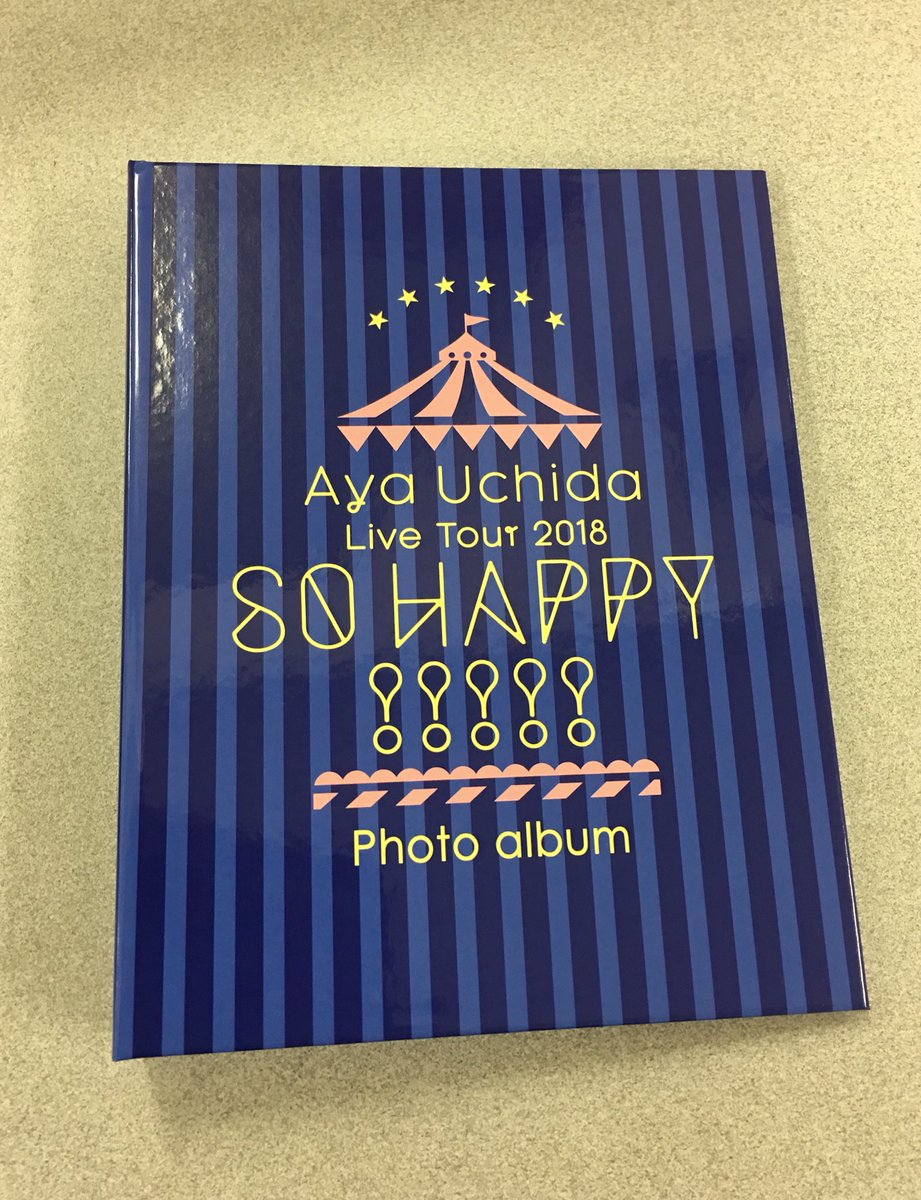 Aya Uchida
Live Tour 2018
SO HAPPY
!!!!!
Photo album